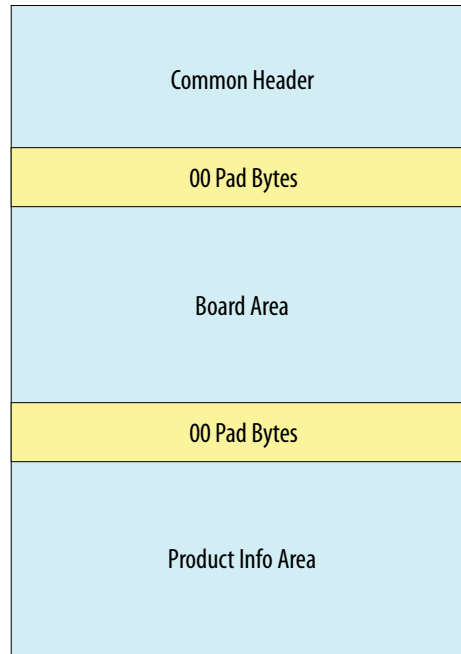 Common Header
00 Pad Bytes
Board Area
00 Pad Bytes
Product Info Area